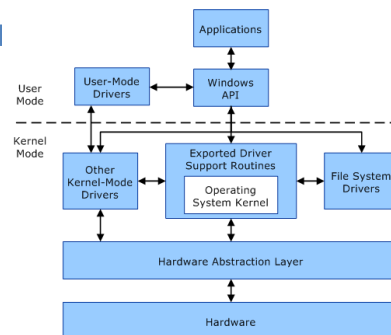 Applications
User-Mode
Drivers
Windows
API
User
Mode
Kernel
Mode
Other
Kernel-Mode
Drivers
Exported Driver
Support Routines
Operating
System Kernel
File System
Drivers
Hardware Abstraction Layer
Hardware